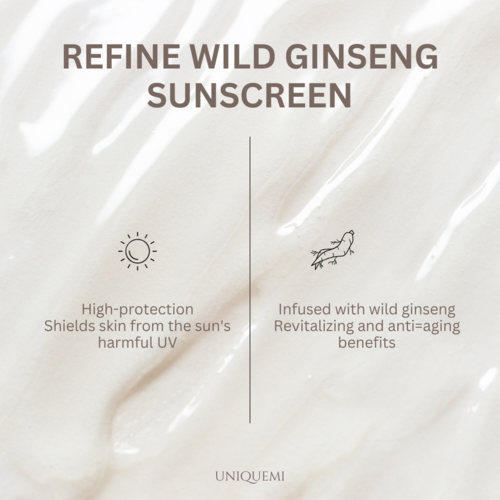 REFINE WILD GINSENG
SUNSCREEN
High-protection
Shields skin from the sun's
harmful UV
Infused with wild ginseng
Revitalizing and anti=aging
benefits
UNIQUEMI